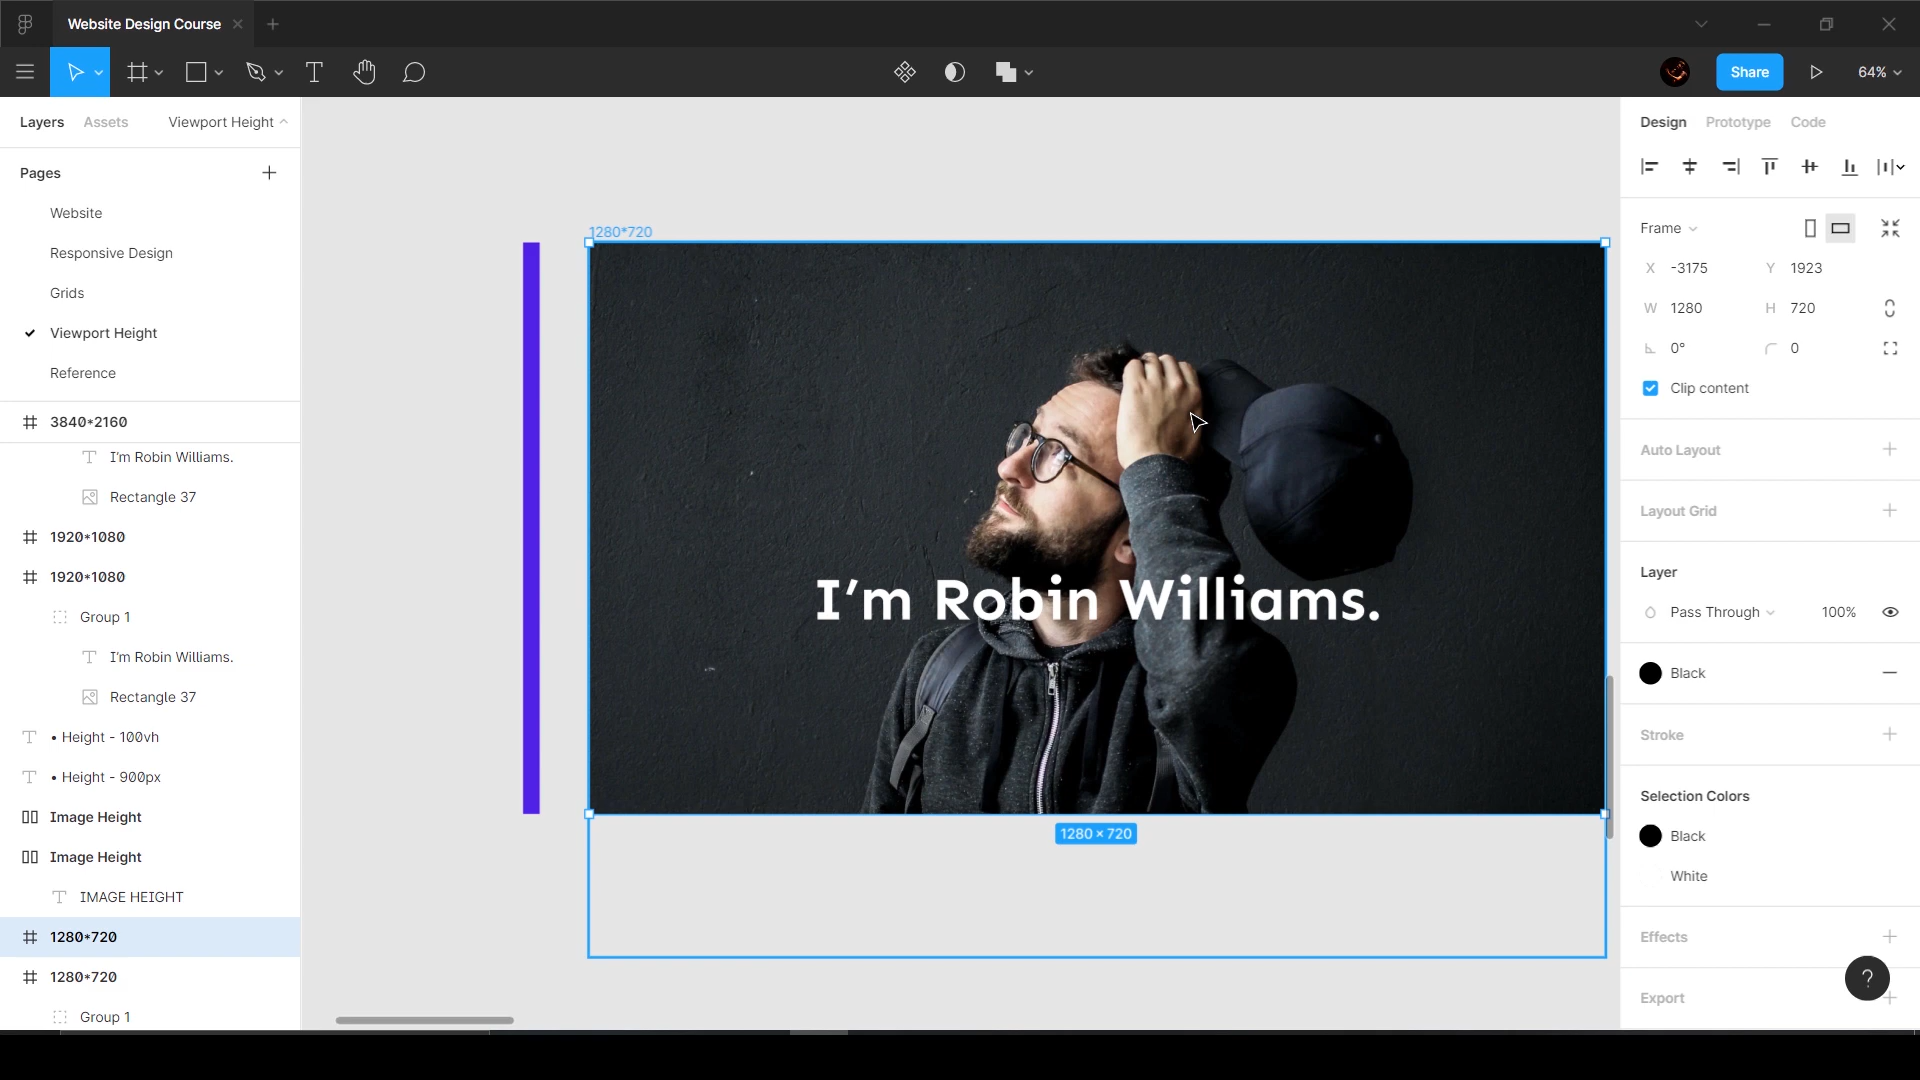 Website Design Course
Share
64%
Layers Assets Viewport Height
Pages
Website
Responsive Design
Grids
Viewport Height
Reference
3840*2160
I'm Robin Williams.
Rectangle 37
1920*1080
1920*1080
Group 1
I'm Robin Williams.
Rectangle 37
• Height - 100vh
• Height - 900px
Image Height
Image Height
IMAGE HEIGHT
1280*720
1280*720
Group 1
1280*720
I'm Robin Williams.
1280 × 720
Design Prototype Code
Frame
X -3175 Y 1923
W 1280 H 720
0° 0
Clip content
Auto Layout
Layout Grid
Layer
Pass Through 100%
Black
Stroke
Selection Colors
Black
White
Effects
Export
?